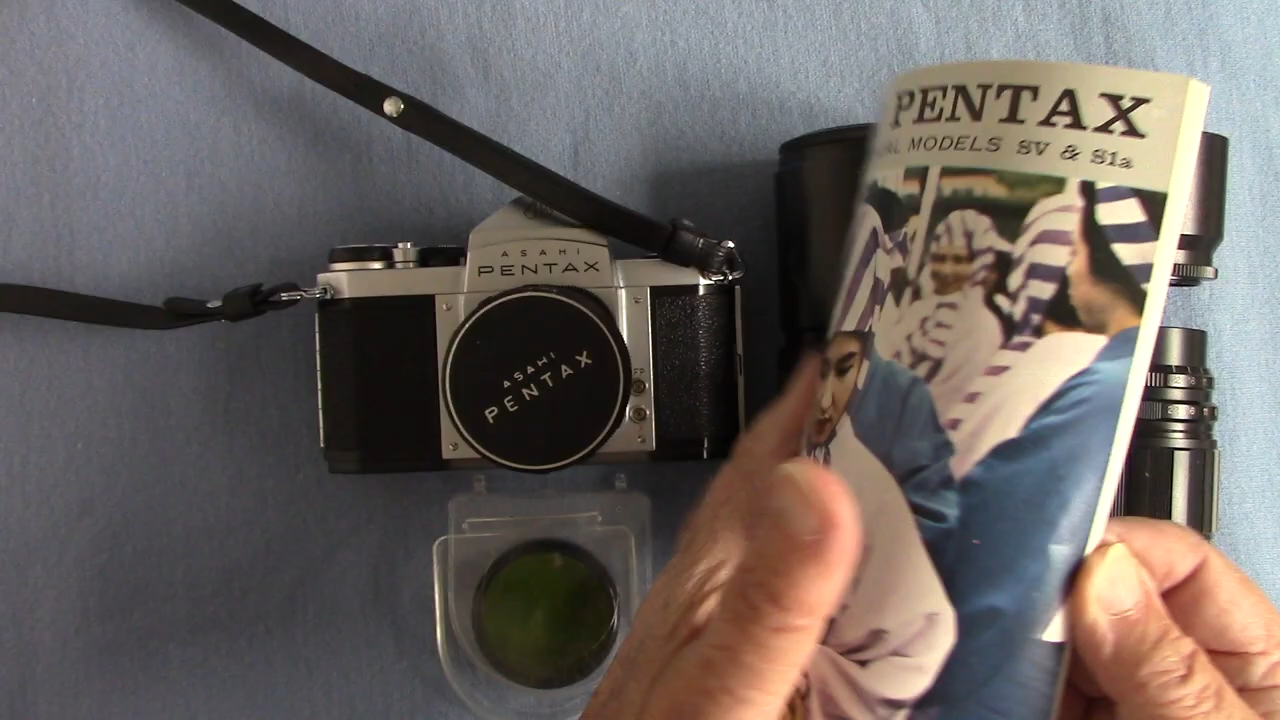 PENTAX
MODELS SV & S1a
ASAHI
PENTAX
ASAHI
PENTAX
FP